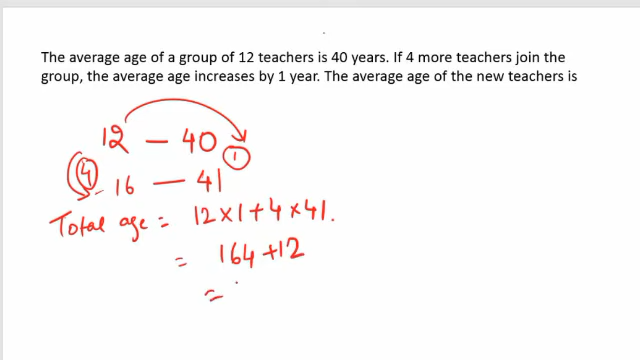 The average age of a group of 12 teachers is 40 years. If 4 more teachers join the
group, the average age increases by 1 year. The average age of the new teachers is
12 — 40
1
4
16 — 41
Total age = 12×1+4×41.
= 164+12
=